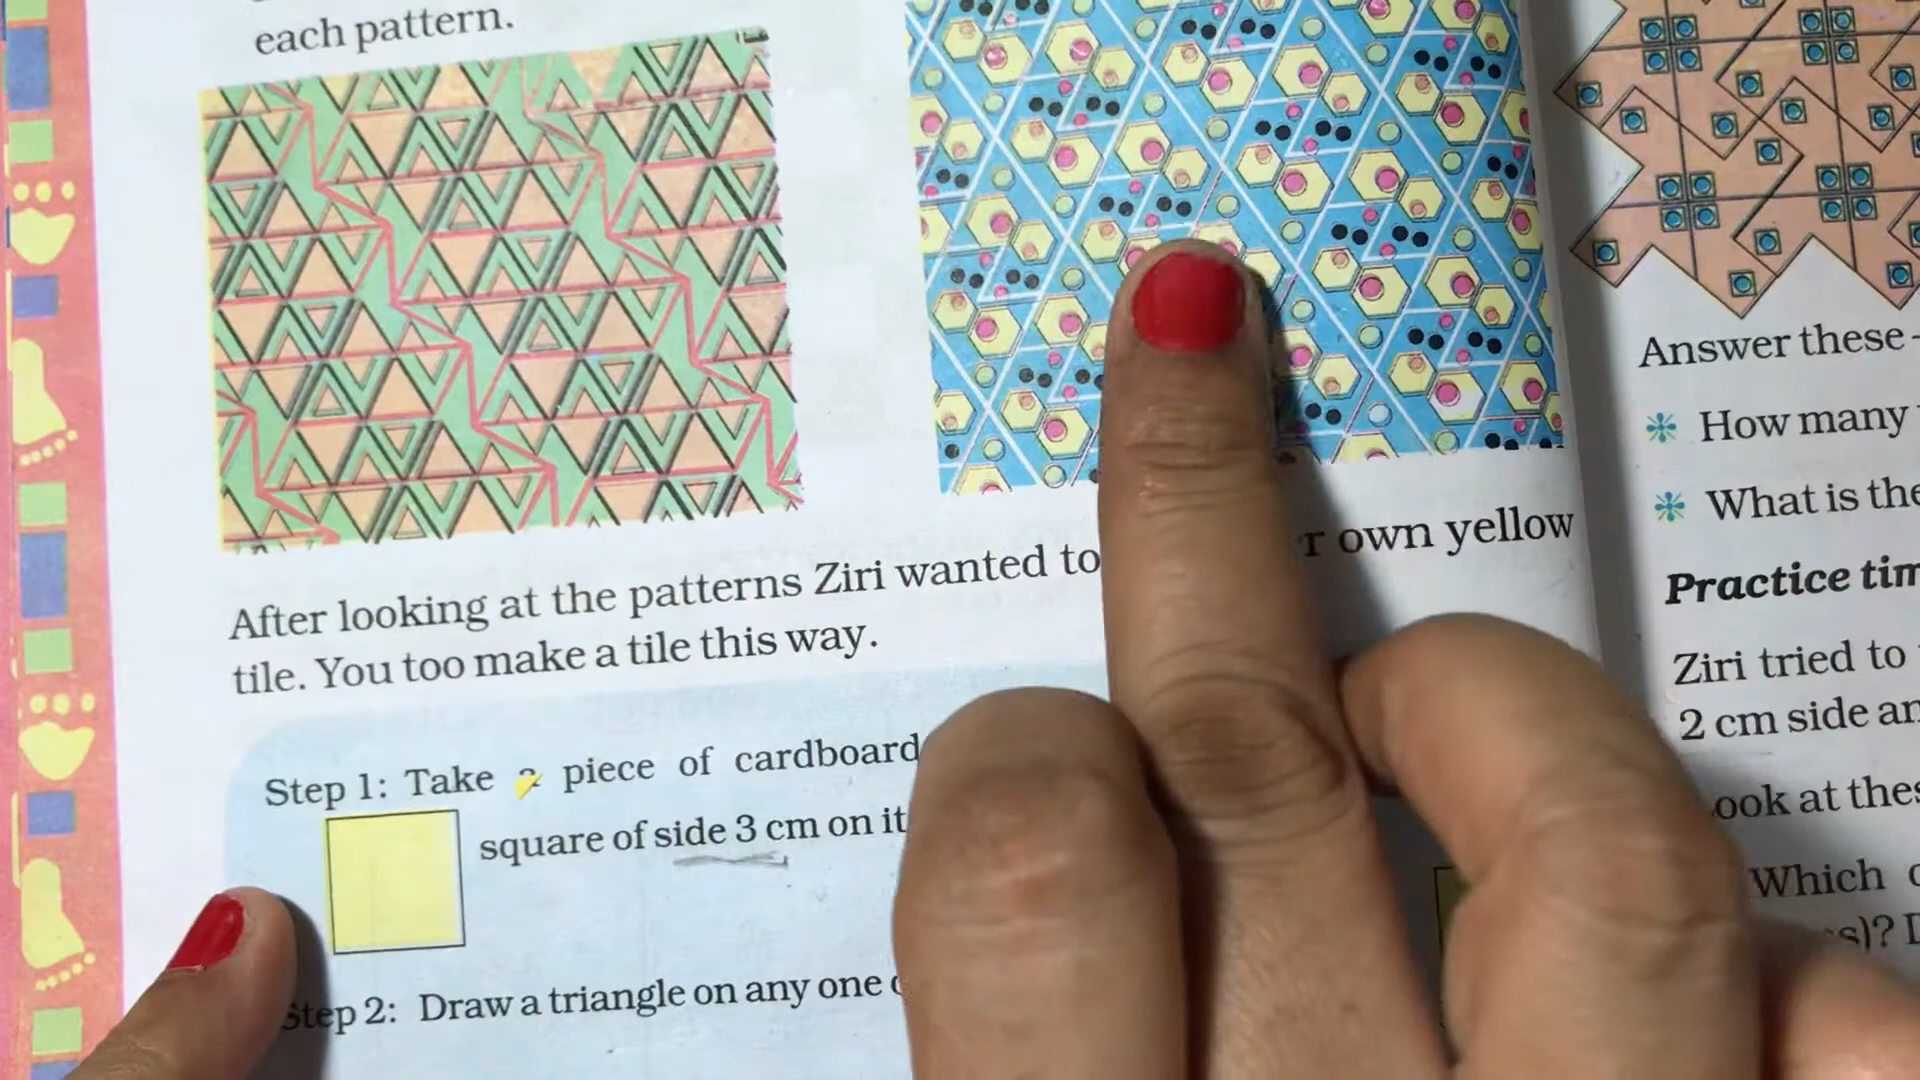 each pattern.
After looking at the patterns Ziri wanted to r own yellow
tile. You too make a tile this way.
Step 1: Take piece of cardboard
square of side 3 cm on it
Step 2: Draw a triangle on any one
Answer these –
How many
What is the
Practice tim
Ziri tried to
2 cm side an
ook at thes
Which
s)? D